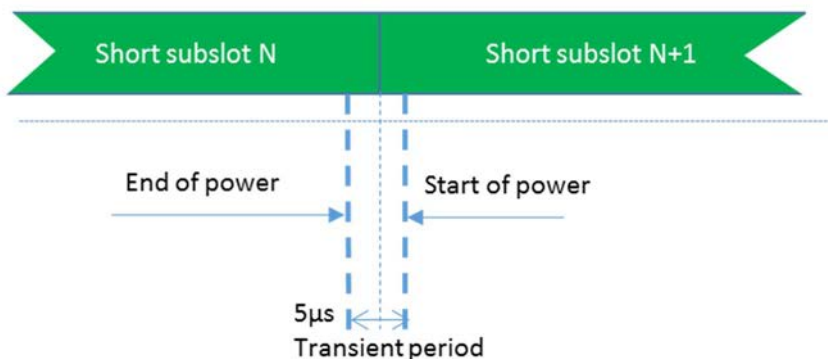 Short subslot N
Short subslot N+1
End of power
Start of power
5µs
Transient period